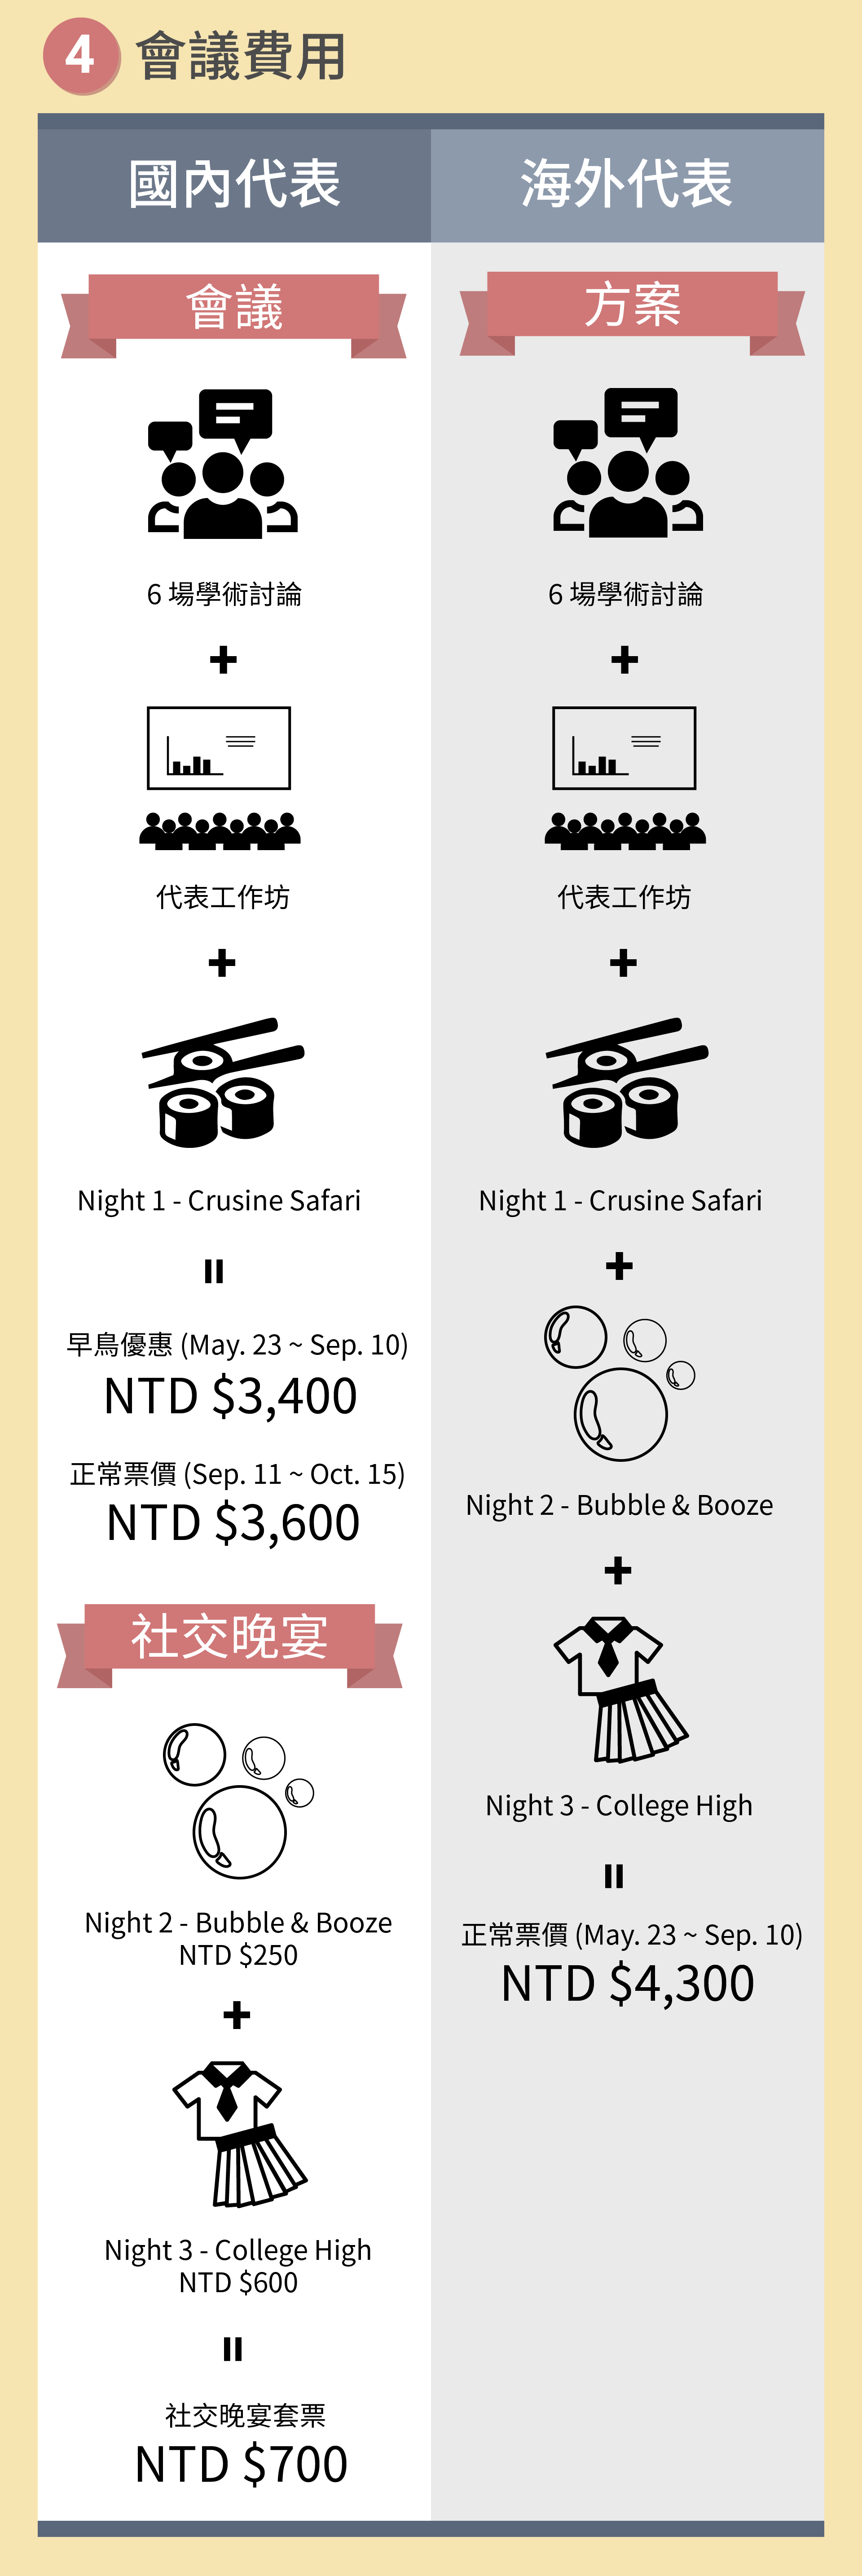 4 會議費用
國內代表
會議
6 場學術討論
+
代表工作坊
+
Night 1 - Crusine Safari
=
早鳥優惠 (May. 23 ~ Sep. 10)
NTD $3,400
正常票價 (Sep. 11 ~ Oct. 15)
NTD $3,600
社交晚宴
Night 2 - Bubble & Booze
NTD $250
+
Night 3 - College High
NTD $600
=
社交晚宴套票
NTD $700
海外代表
方案
6 場學術討論
+
代表工作坊
+
Night 1 - Crusine Safari
+
Night 2 - Bubble & Booze
+
Night 3 - College High
=
正常票價 (May. 23 ~ Sep. 10)
NTD $4,300